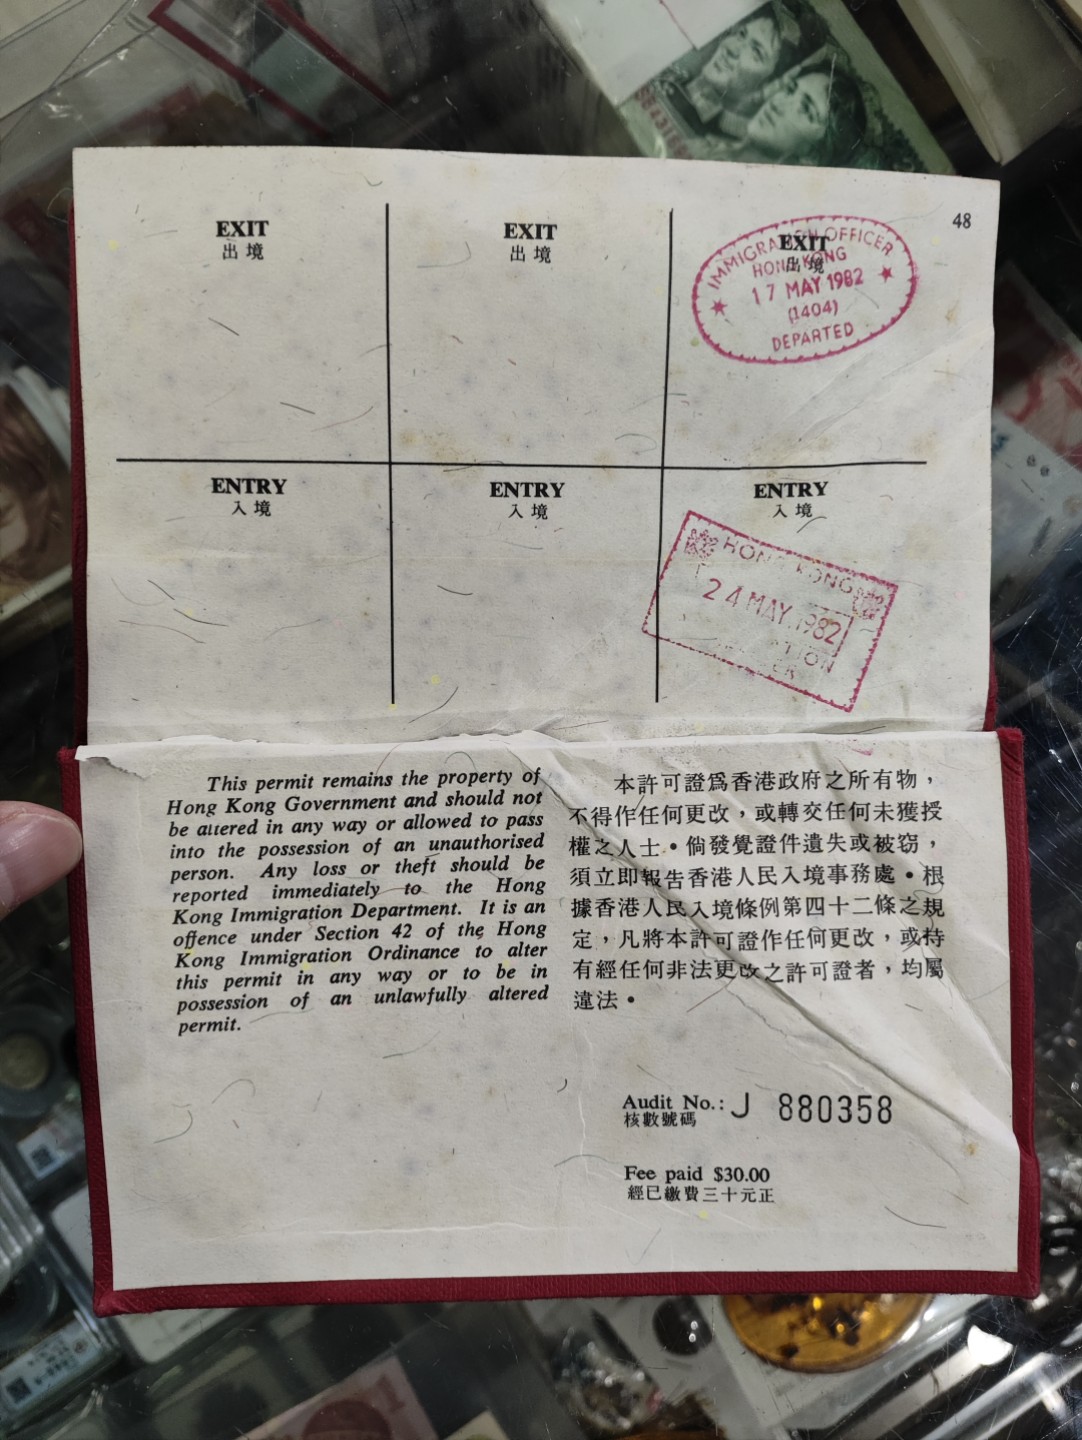 48
EXIT
出境
EXIT
出境
EXIT
出境
IMMIGRATION OFFICER
HONG KONG
17 MAY 1982
(1404)
DEPARTED
ENTRY
入境
ENTRY
入境
ENTRY
入境
HONG KONG
24 MAY 1982
This permit remains the property of
Hong Kong Government and should not
be altered in any way or allowed to pass
into the possession of an unauthorised
person. Any loss or theft should be
reported immediately to the Hong
Kong Immigration Department. It is an
offence under Section 42 of the Hong
Kong Immigration Ordinance to alter
this permit in any way or to be in
possession of an unlawfully altered
permit.
本許可證爲香港政府之所有物，
不得作任何更改，或轉交任何未獲授
權之人士。倘發覺證件遺失或被窃，
須立即報告香港人民入境事務處。根
據香港人民入境條例第四十二條之規
定，凡將本許可證作任何更改，或持
有經任何非法更改之許可證者，均屬
違法。
Audit No.: J 880358
核數號碼
Fee paid $30.00
經已繳費三十元正